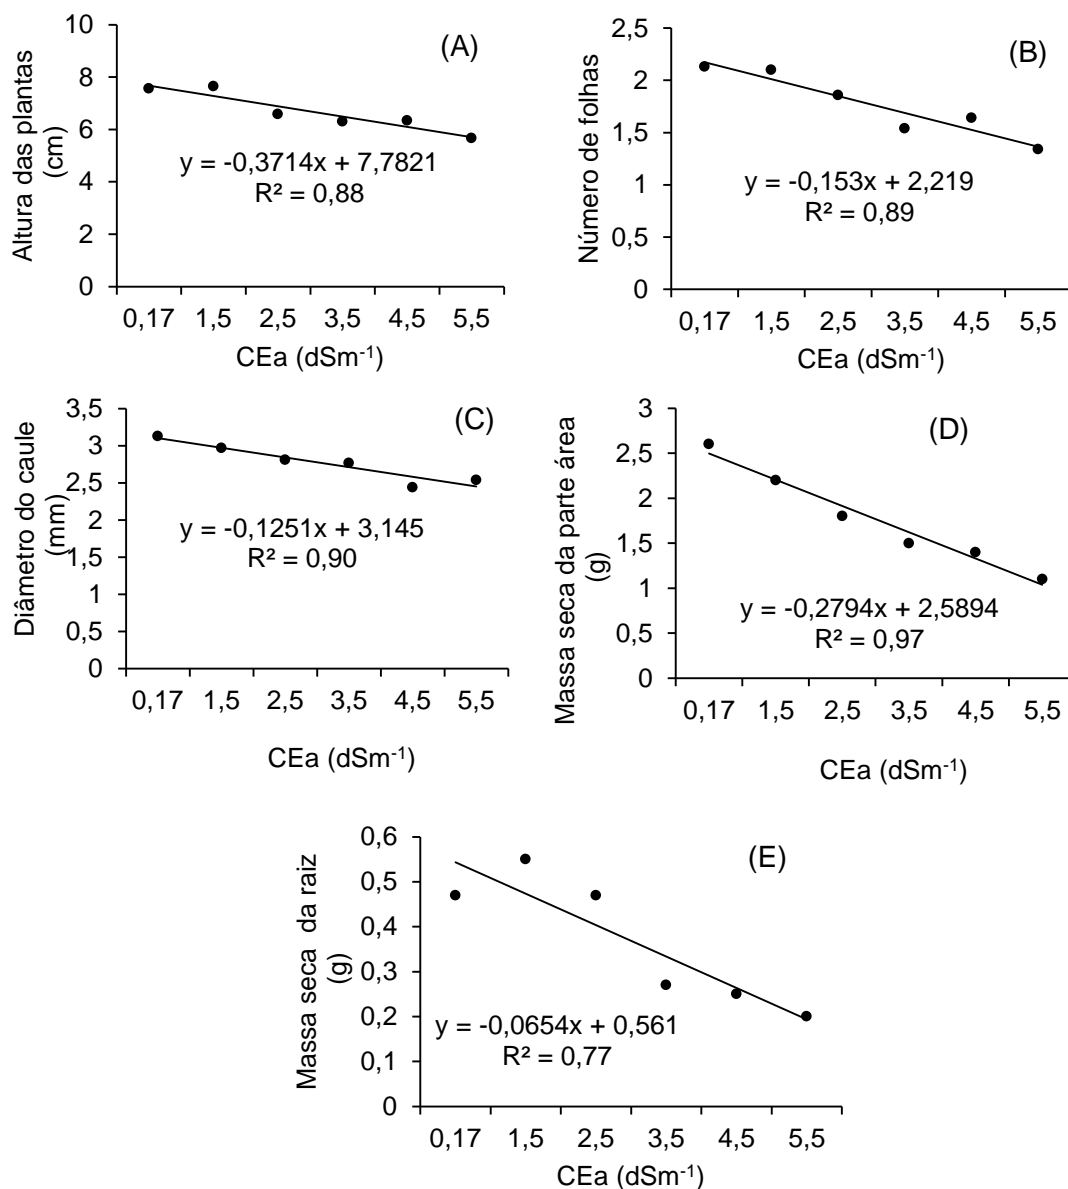 (A)
Altura das plantas
(cm)
10
8
6
4
2
0
y = -0,3714x + 7,7821
R² = 0,88
0,17 1,5 2,5 3,5 4,5 5,5
CEa (dSm⁻¹)
(B)
Número de folhas
2,5
2
1,5
1
0,5
0
y = -0,153x + 2,219
R² = 0,89
0,17 1,5 2,5 3,5 4,5 5,5
CEa (dSm⁻¹)
(C)
Diâmetro do caule
(mm)
3,5
3
2,5
2
1,5
1
0,5
0
y = -0,1251x + 3,145
R² = 0,90
0,17 1,5 2,5 3,5 4,5 5,5
CEa (dSm⁻¹)
(D)
Massa seca da parte área
(g)
3
2,5
2
1,5
1
0,5
0
y = -0,2794x + 2,5894
R² = 0,97
0,17 1,5 2,5 3,5 4,5 5,5
CEa (dSm⁻¹)
(E)
Massa seca da raiz
(g)
0,6
0,5
0,4
0,3
0,2
0,1
0
y = -0,0654x + 0,561
R² = 0,77
0,17 1,5 2,5 3,5 4,5 5,5
CEa (dSm⁻¹)